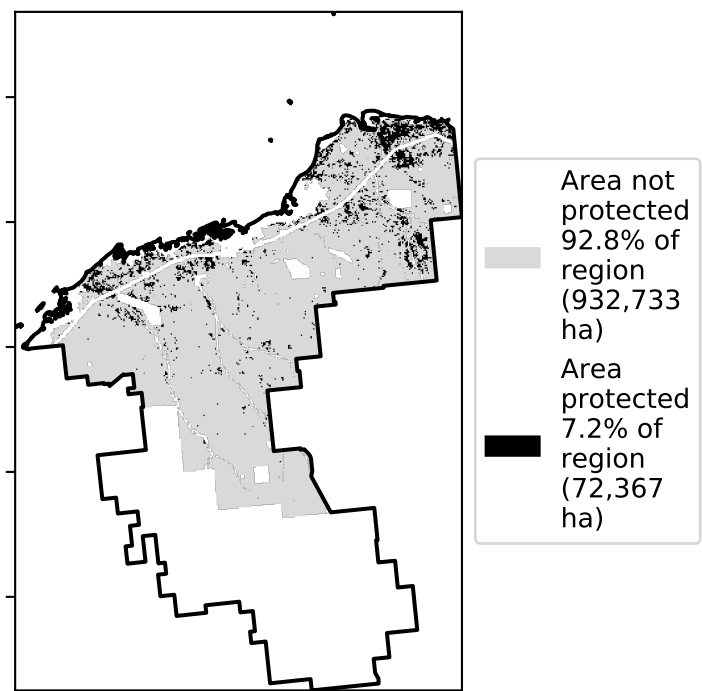 Area not
protected
92.8% of
region
(932,733
ha)
Area
protected
7.2% of
region
(72,367
ha)